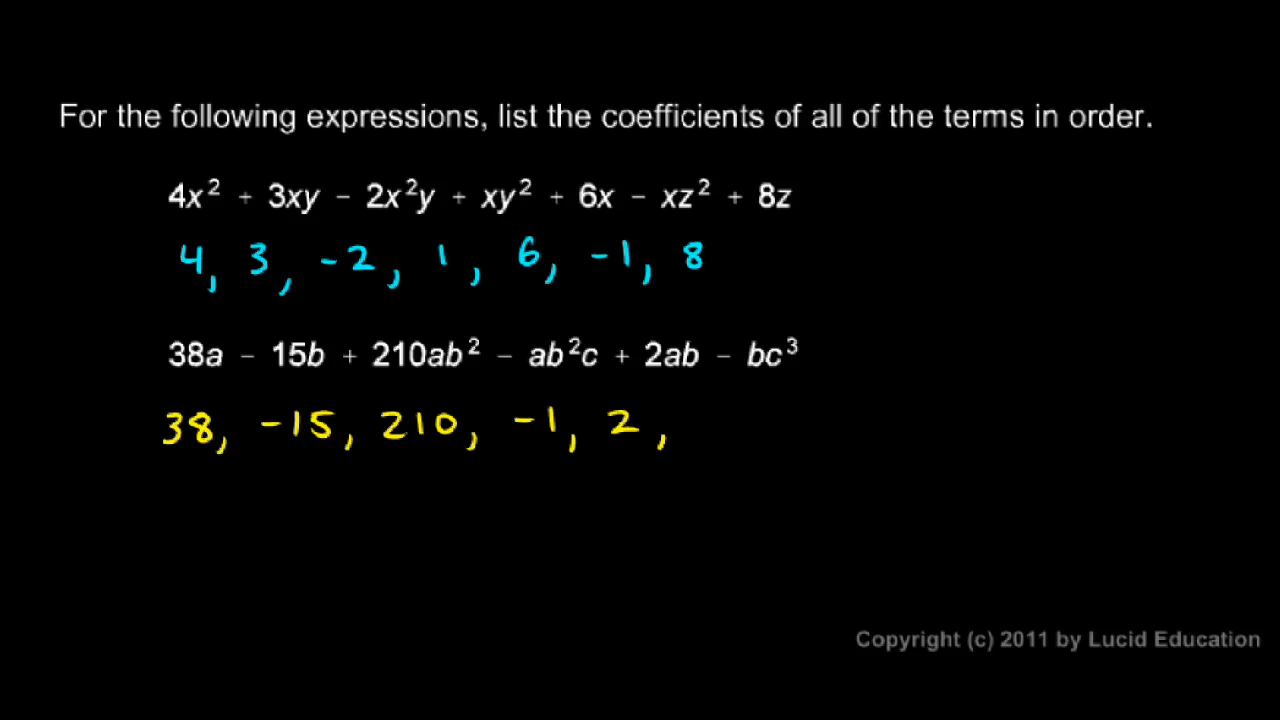 For the following expressions, list the coefficients of all of the terms in order.
4x² + 3xy − 2x²y + xy² + 6x − xz² + 8z
4, 3, -2, 1, 6, -1, 8
38a − 15b + 210ab² − ab²c + 2ab − bc³
38, -15, 210, -1, 2,
Copyright (c) 2011 by Lucid Education